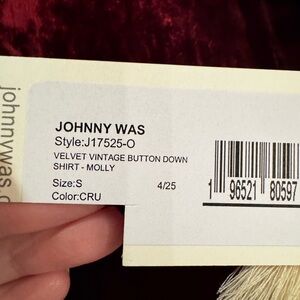 johnnywas.c
JOHNNY WAS
Style:J17525-O
VELVET VINTAGE BUTTON DOWN
SHIRT - MOLLY
Size:S 4/25
Color:CRU
1 96521 80597